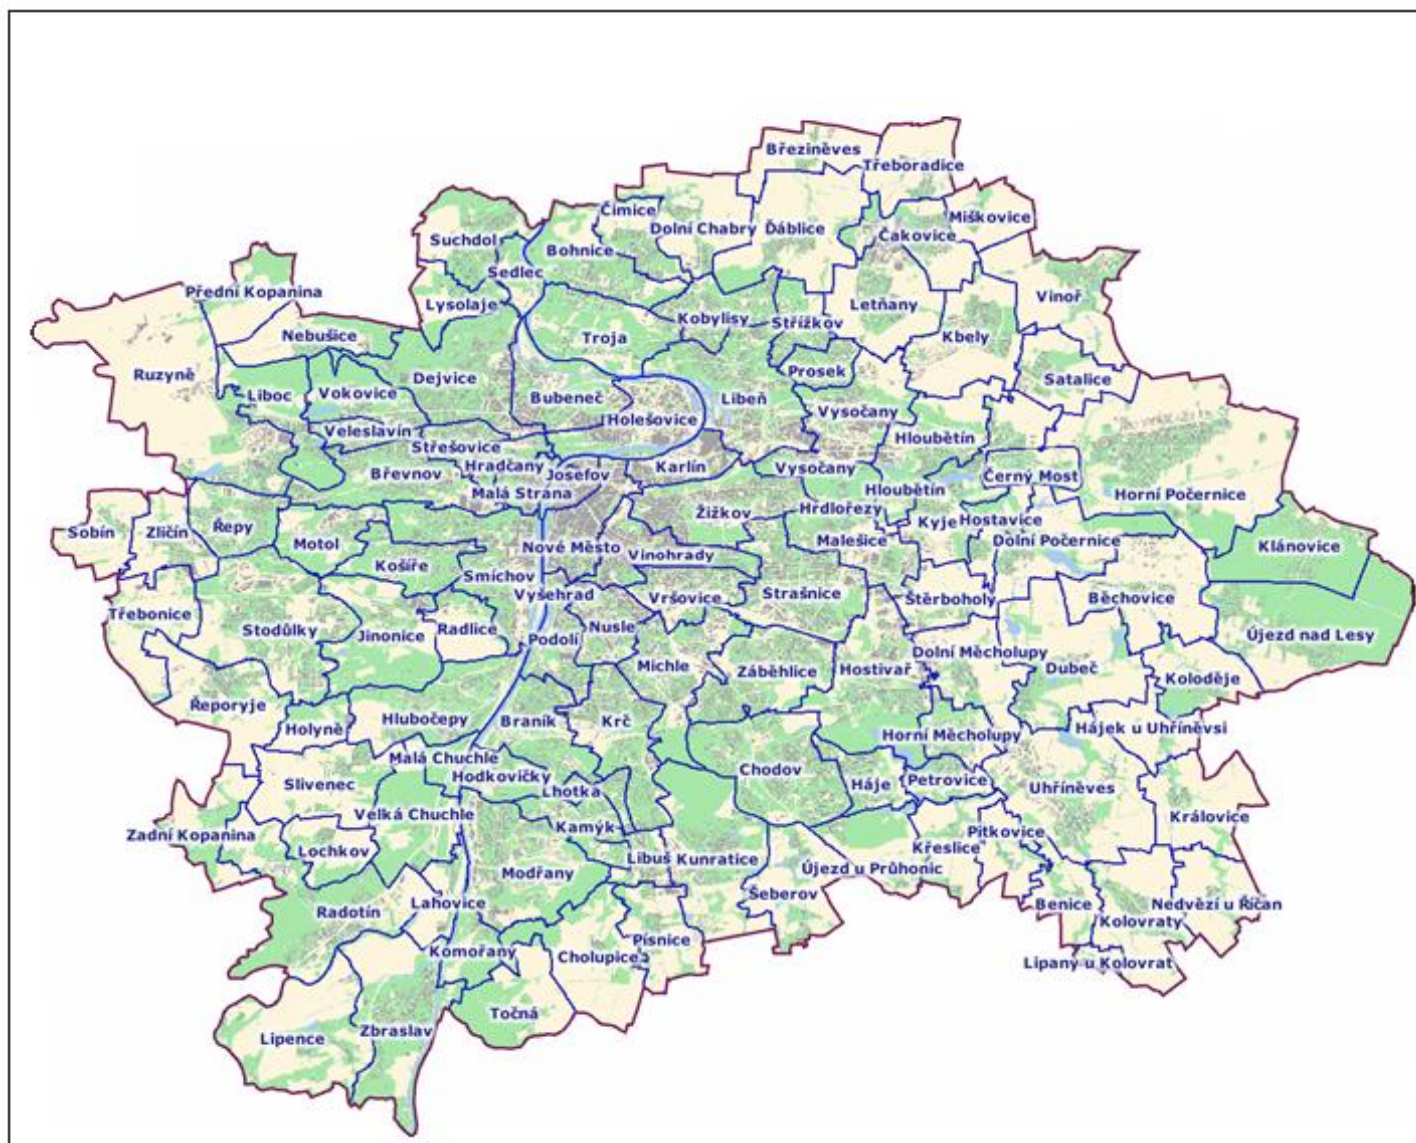 Březiněves
Třeboradice
Čimice
Dolní Chabry
Ďáblice
Čakovice
Miškovice
Suchdol
Bohnice
Sedlec
Přední Kopanina
Lysolaje
Letňany
Vinoř
Nebušice
Troja
Kobylisy
Střížkov
Kbely
Ruzyně
Liboc
Vokovice
Dejvice
Bubeneč
Holešovice
Libeň
Prosek
Satalice
Vysočany
Veleslavín
Střešovice
Hloubětín
Břevnov
Hradčany
Josefov
Karlín
Vysočany
Černý Most
Malá Strana
Hloubětín
Horní Počernice
Sobín
Zličín
Řepy
Motol
Žižkov
Hrdlořezy
Kyje
Hostavice
Malešice
Dolní Počernice
Klánovice
Košíře
Smíchov
Nové Město
Vinohrady
Vyšehrad
Vršovice
Strašnice
Štěrboholy
Běchovice
Třebonice
Stodůlky
Jinonice
Radlice
Podolí
Nusle
Michle
Záběhlice
Hostivař
Dolní Měcholupy
Dubeč
Újezd nad Lesy
Koloděje
Řeporyje
Holyně
Hlubočepy
Braník
Krč
Horní Měcholupy
Hájek u Uhříněvsi
Malá Chuchle
Hodkovičky
Lhotka
Chodov
Háje
Petrovice
Slivenec
Uhříněves
Velká Chuchle
Kamýk
Zadní Kopanina
Lochkov
Královice
Pitkovice
Křeslice
Libuš
Kunratice
Modřany
Újezd u Průhonic
Šeberov
Radotín
Lahovice
Benice
Nedvězí u Říčan
Kolovraty
Písnice
Komořany
Cholupice
Lipany u Kolovrat
Točná
Lipence
Zbraslav